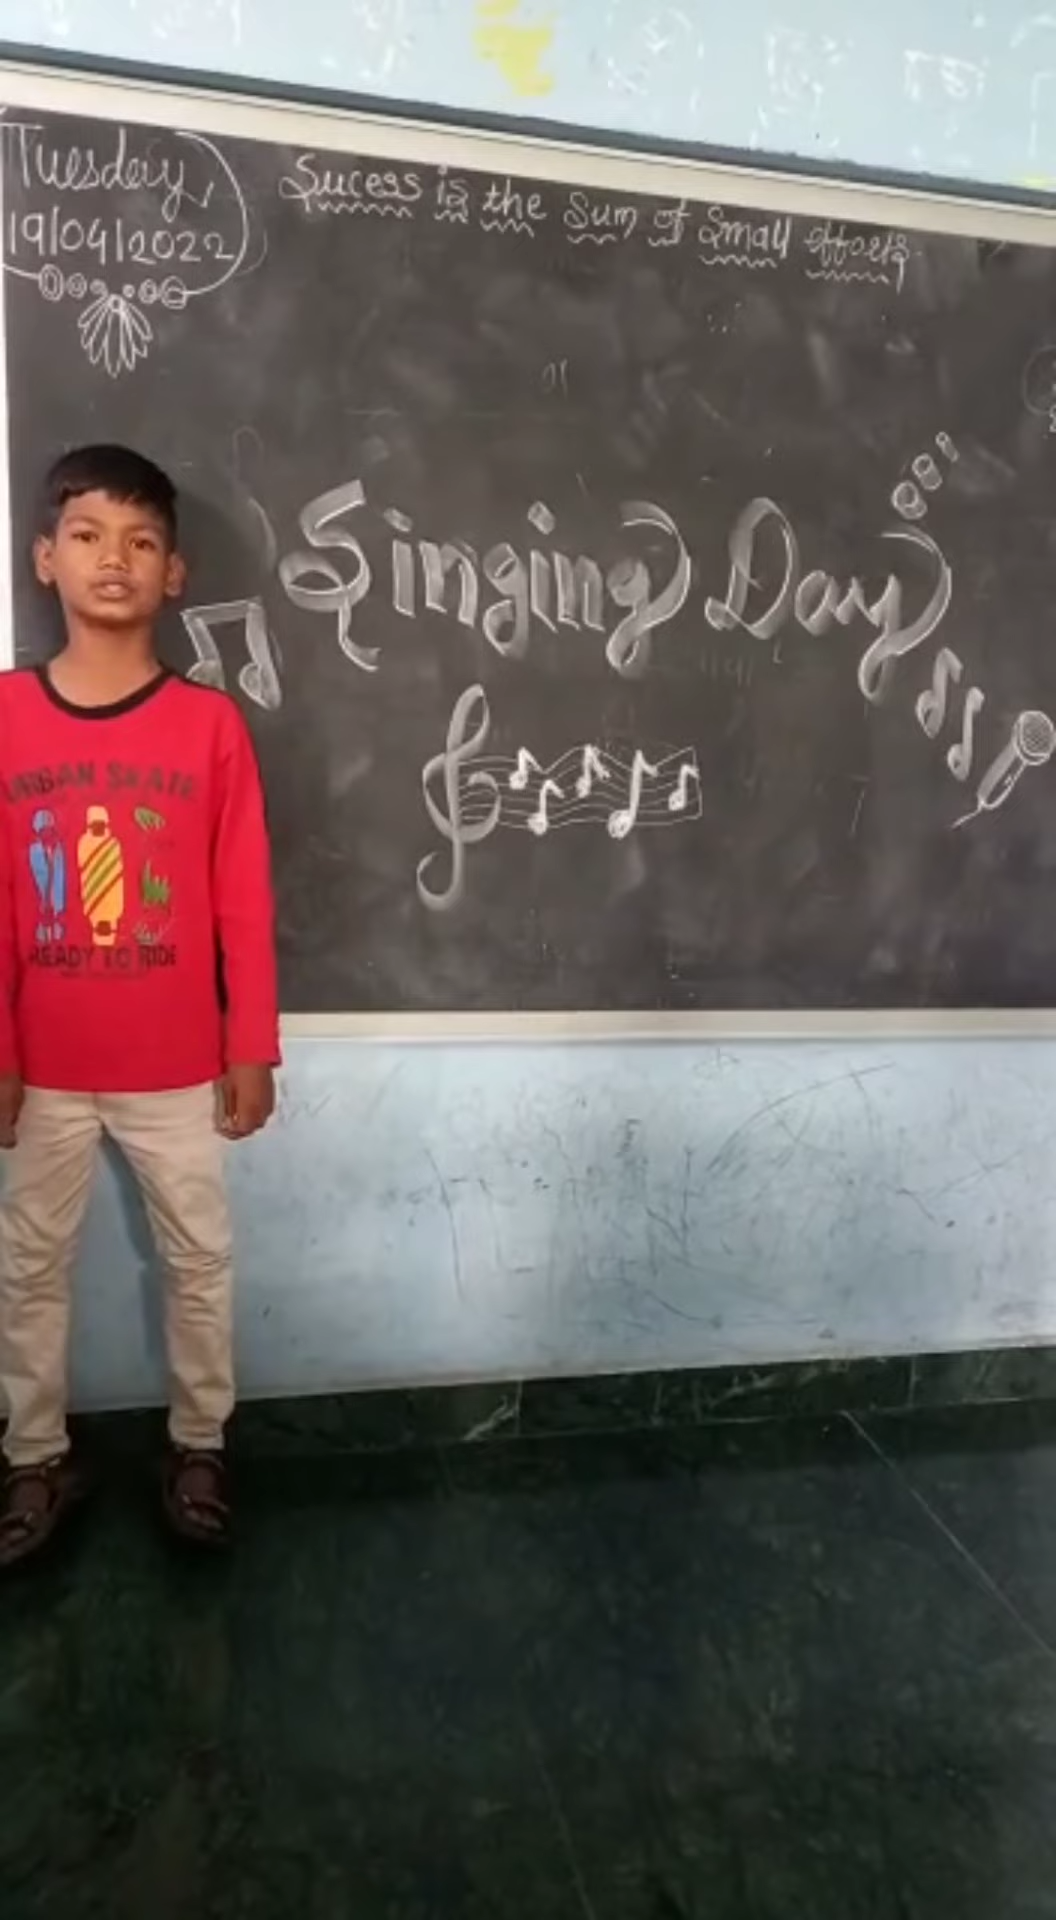 Tuesday
19/04/2022
Sucess is the Sum of Small efforts.
Singing Day
URBAN SKATE
READY TO RIDE